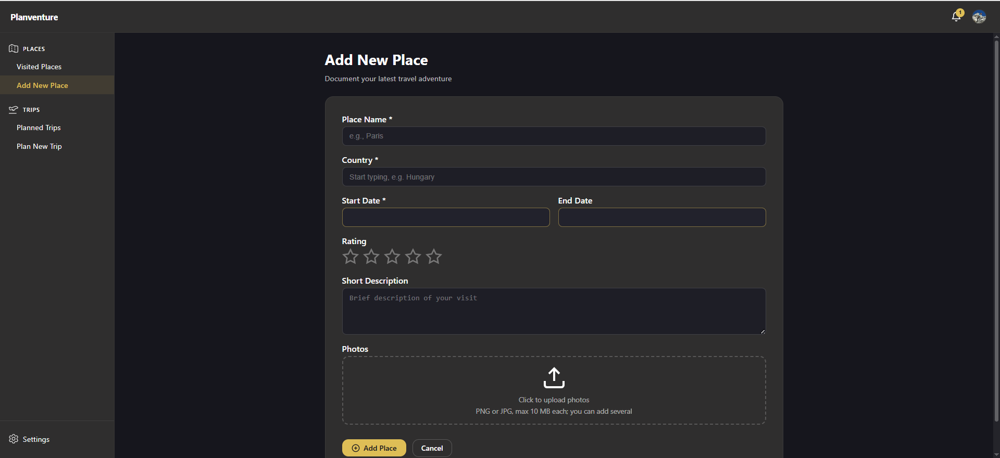 Planventure
1
PLACES
Visited Places
Add New Place
TRIPS
Planned Trips
Plan New Trip
Settings
Add New Place
Document your latest travel adventure
Place Name *
e.g., Paris
Country *
Start typing, e.g. Hungary
Start Date *
End Date
Rating
Short Description
Brief description of your visit
Photos
Click to upload photos
PNG or JPG, max 10 MB each; you can add several
Add Place
Cancel